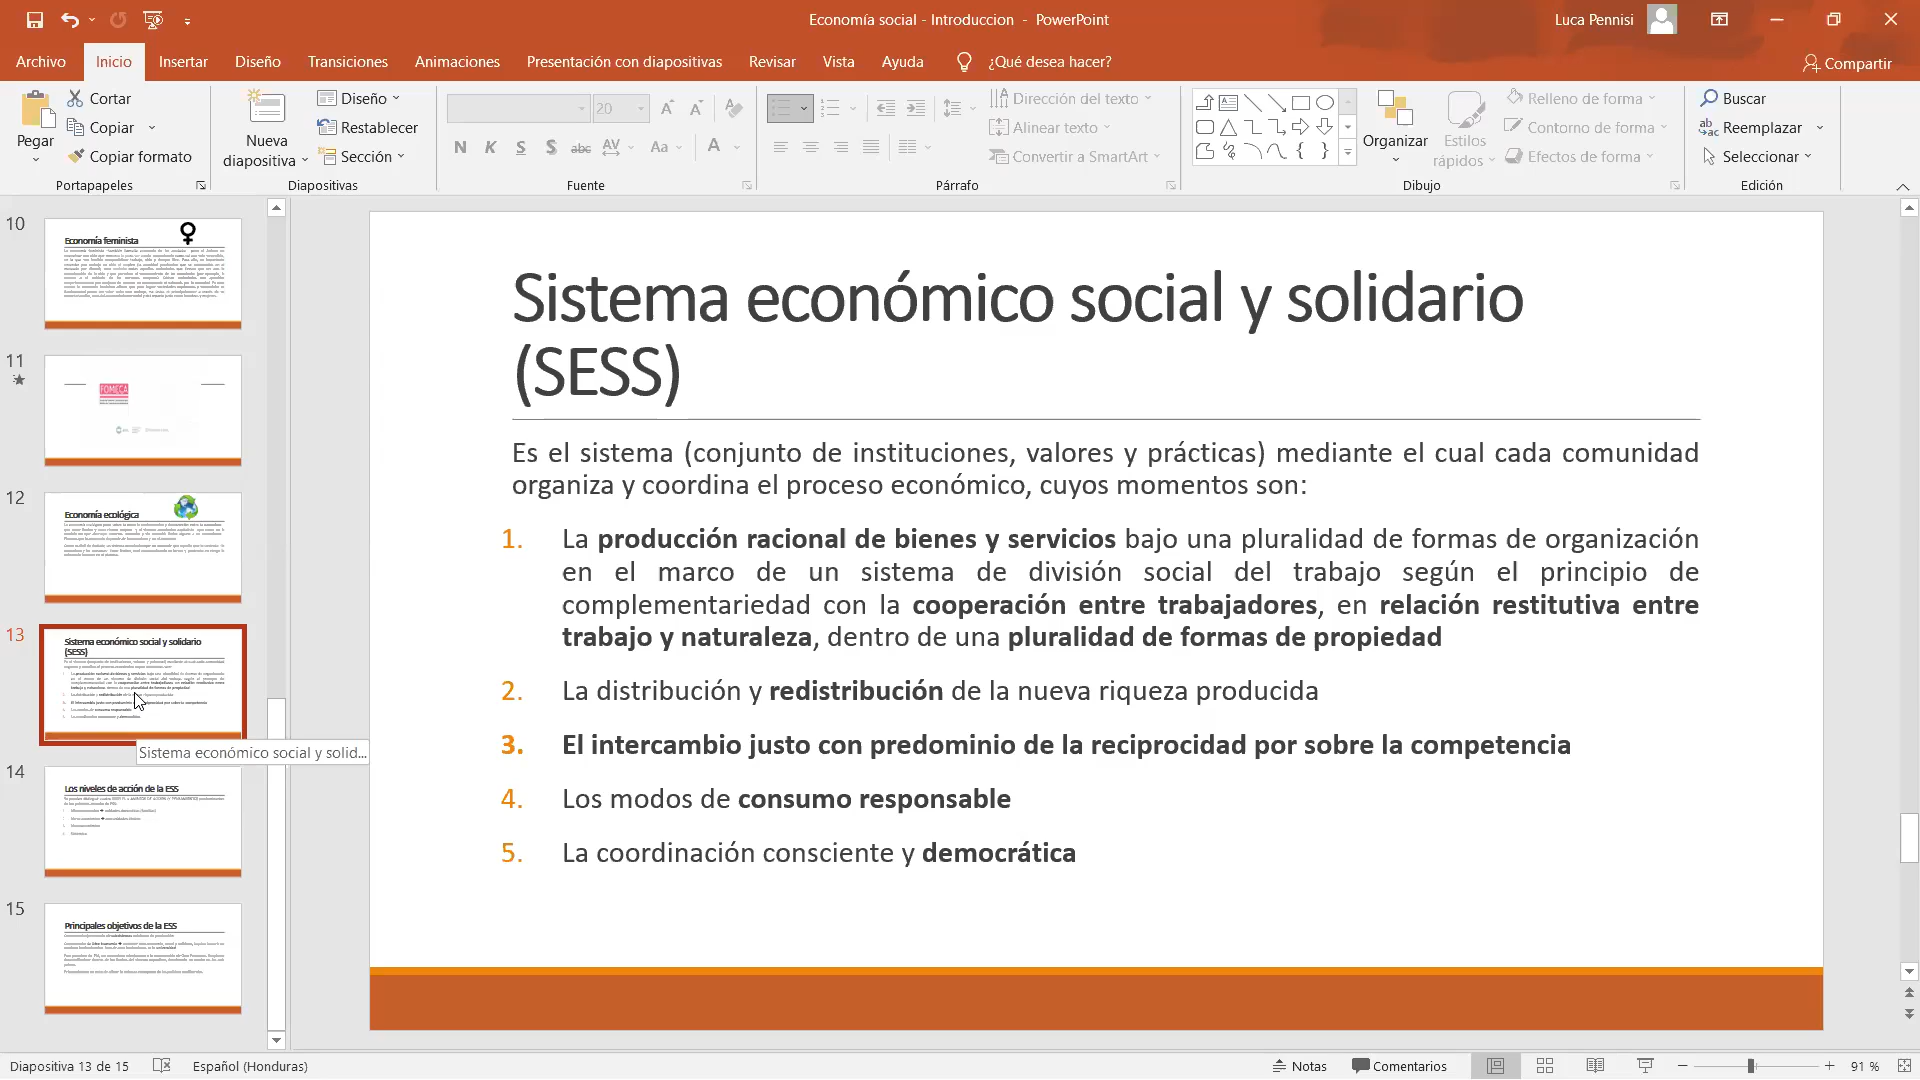 Economía social - Introduccion - PowerPoint
Luca Pennisi
Archivo
Inicio
Insertar
Diseño
Transiciones
Animaciones
Presentación con diapositivas
Revisar
Vista
Ayuda
¿Qué desea hacer?
Compartir
Pegar
Cortar
Copiar
Copiar formato
Portapapeles
Nueva
diapositiva
Diseño
Restablecer
Sección
Diapositivas
20
N K S S abc AV Aa A
Fuente
Dirección del texto
Alinear texto
Convertir a SmartArt
Párrafo
Organizar
Estilos
rápidos
Relleno de forma
Contorno de forma
Efectos de forma
Dibujo
Buscar
Reemplazar
Seleccionar
Edición
10
Economía feminista
11
FOMECA
12
Economía ecológica
13
Sistema económico social y solidario
(SESS)
Sistema económico social y solid...
14
Los niveles de acción de la ESS
15
Principales objetivos de la ESS
Sistema económico social y solidario
(SESS)
Es el sistema (conjunto de instituciones, valores y prácticas) mediante el cual cada comunidad
organiza y coordina el proceso económico, cuyos momentos son:
1. La producción racional de bienes y servicios bajo una pluralidad de formas de organización
en el marco de un sistema de división social del trabajo según el principio de
complementariedad con la cooperación entre trabajadores, en relación restitutiva entre
trabajo y naturaleza, dentro de una pluralidad de formas de propiedad
2. La distribución y redistribución de la nueva riqueza producida
3. El intercambio justo con predominio de la reciprocidad por sobre la competencia
4. Los modos de consumo responsable
5. La coordinación consciente y democrática
Diapositiva 13 de 15
Español (Honduras)
Notas
Comentarios
91 %